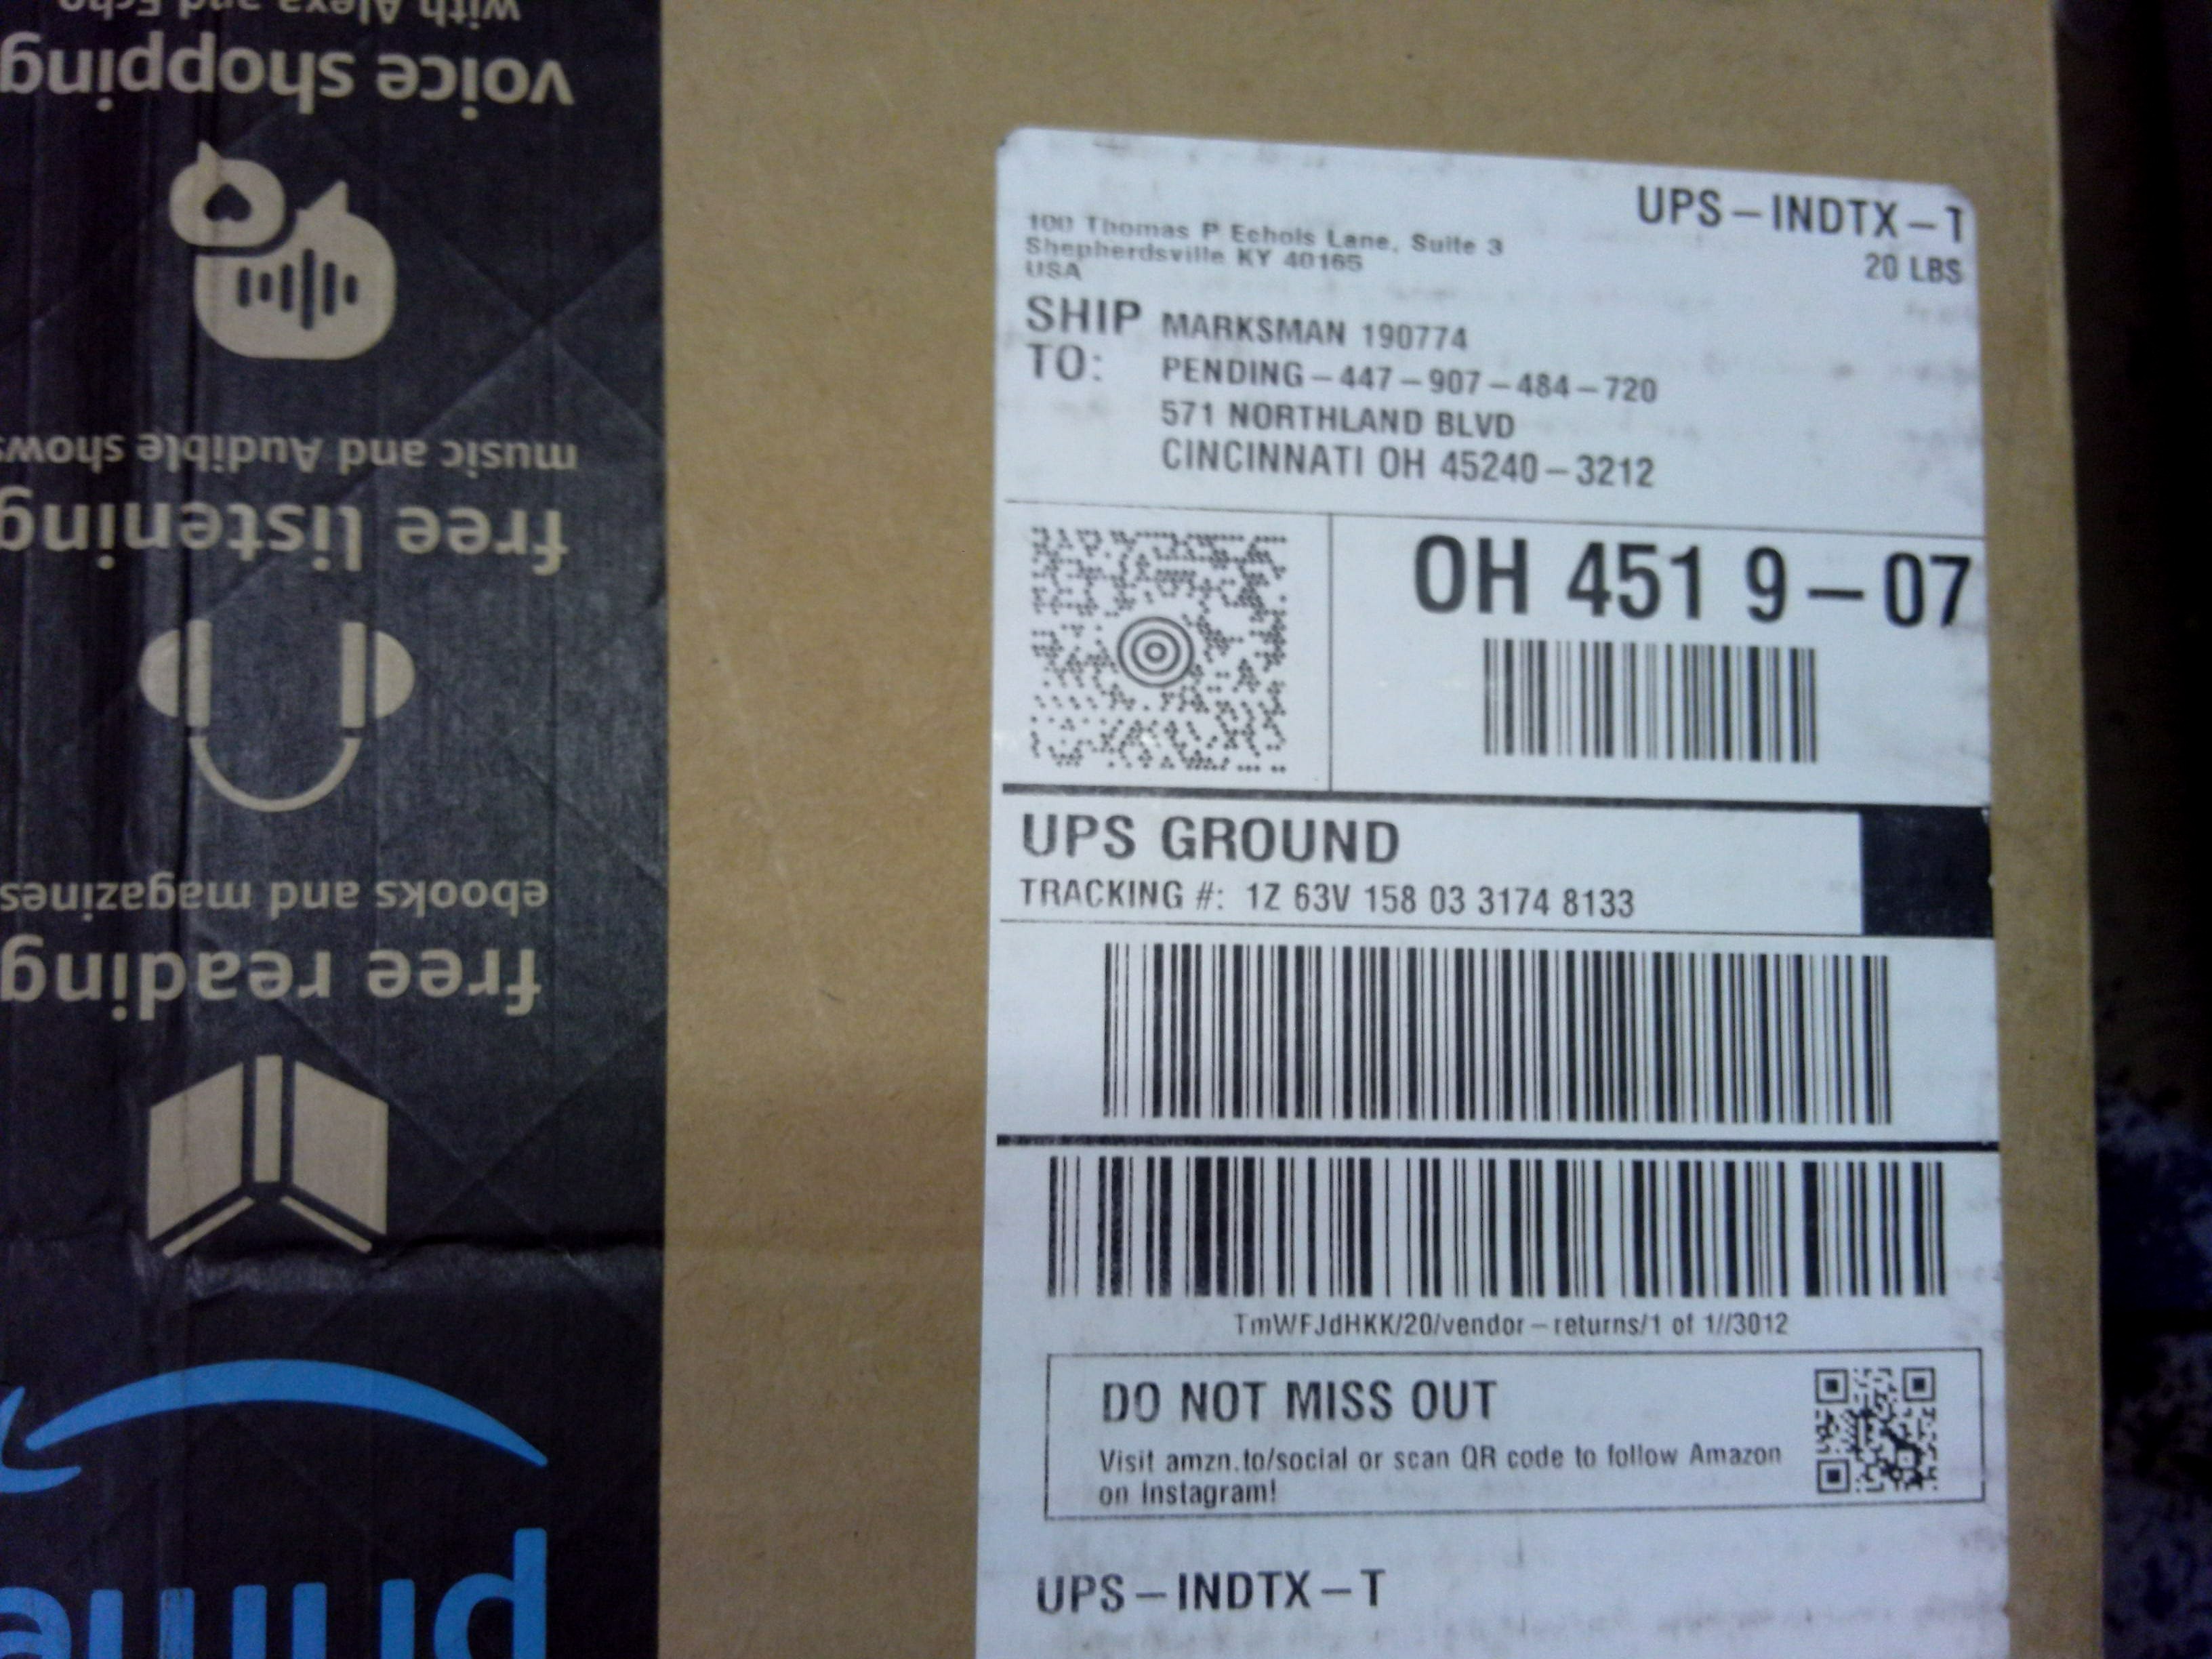 with Alexa and Echo
voice shopping
music and Audible shows
free listening
ebooks and magazines
free reading
prime
UPS-INDTX-T
20 LBS
100 Thomas P Echols Lane, Suite 3
Shepherdsville KY 40165
USA
SHIP TO: MARKSMAN 190774
PENDING-447-907-484-720
571 NORTHLAND BLVD
CINCINNATI OH 45240-3212
OH 451 9-07
UPS GROUND
TRACKING #: 1Z 63V 158 03 3174 8133
TmWFJdHKK/20/vendor-returns/1 of 1//3012
DO NOT MISS OUT
Visit amzn.to/social or scan QR code to follow Amazon
on Instagram!
UPS-INDTX-T